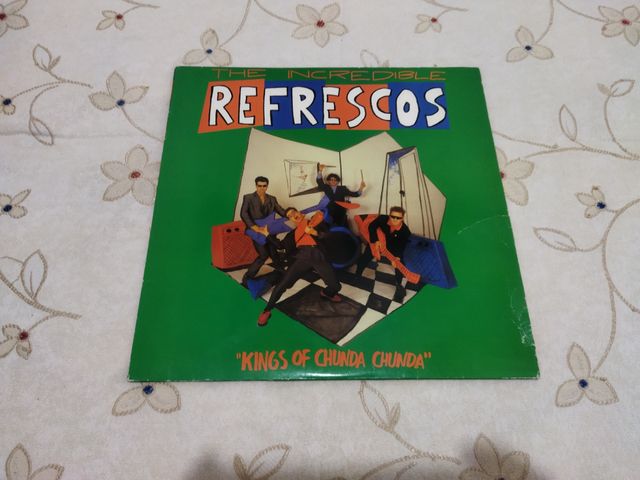 THE INCREDIBLE
REFRESCOS
"KINGS OF CHUNDA CHUNDA"